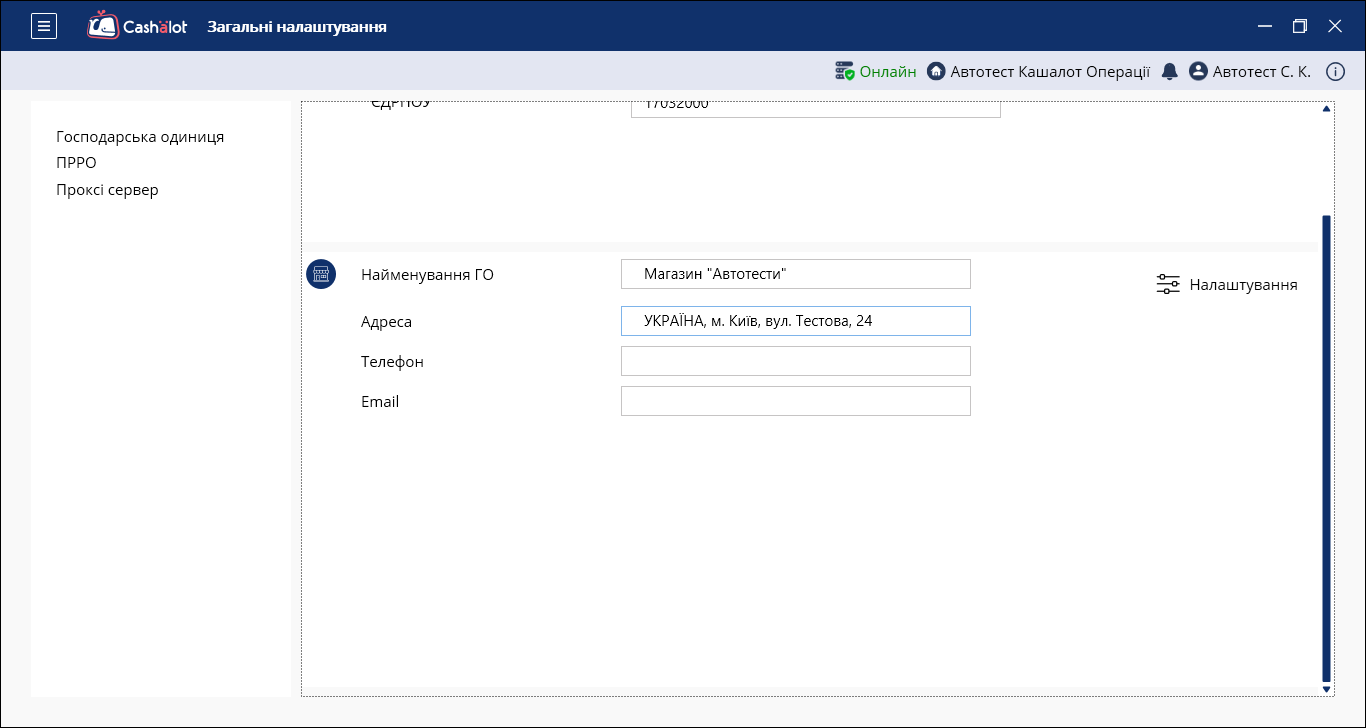 Cashalot Загальні налаштування
Онлайн Автотест Кашалот Операції Автотест С. К.
Господарська одиниця
ПРРО
Проксі сервер
ЄДРПОУ 17032000
Найменування ГО Магазин "Автотести" Налаштування
Адреса УКРАЇНА, м. Київ, вул. Тестова, 24
Телефон
Email